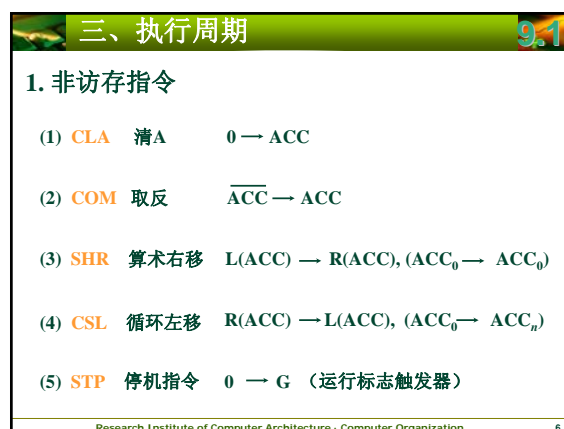 三、执行周期 9.1
1. 非访存指令
(1) CLA 清A 0 → ACC
(2) COM 取反 A̅C̅C̅ → ACC
(3) SHR 算术右移 L(ACC) → R(ACC), (ACC₀ → ACC₀)
(4) CSL 循环左移 R(ACC) → L(ACC), (ACC₀ → ACCₙ)
(5) STP 停机指令 0 → G （运行标志触发器）
Research Institute of Computer Architecture · Computer Organization 6